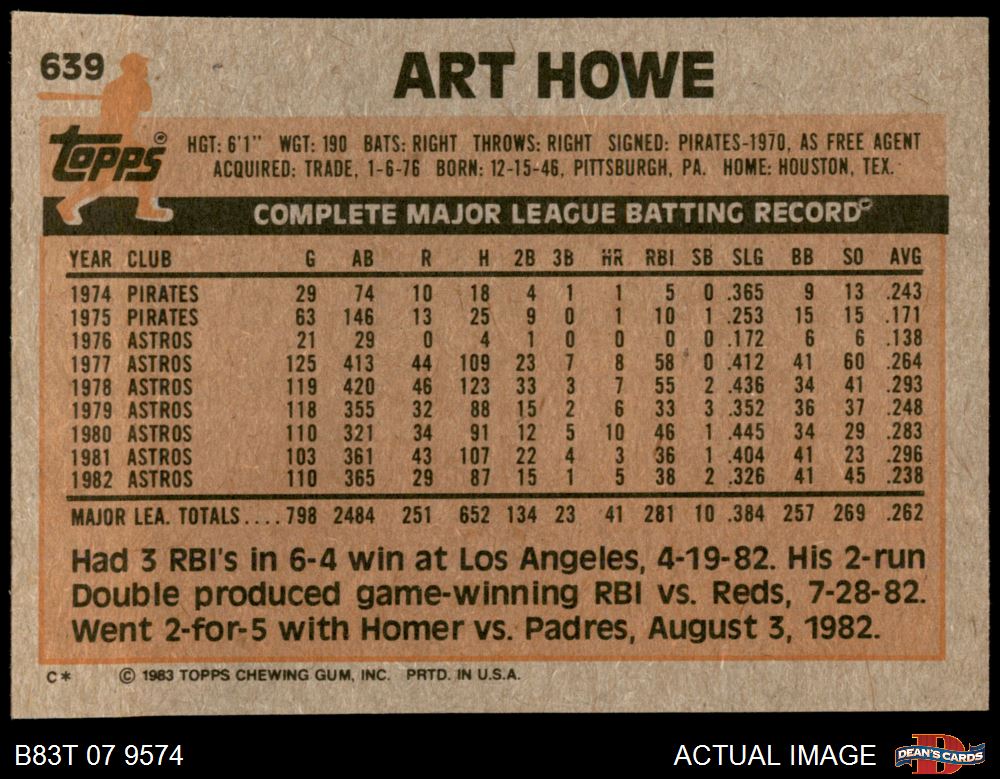 639
ART HOWE
topps®
HGT: 6'1" WGT: 190 BATS: RIGHT THROWS: RIGHT SIGNED: PIRATES-1970, AS FREE AGENT
ACQUIRED: TRADE, 1-6-76 BORN: 12-15-46, PITTSBURGH, PA. HOME: HOUSTON, TEX.
COMPLETE MAJOR LEAGUE BATTING RECORD©
YEAR CLUB G AB R H 2B 3B HR RBI SB SLG BB SO AVG
1974 PIRATES 29 74 10 18 4 1 1 5 0 .365 9 13 .243
1975 PIRATES 63 146 13 25 9 0 1 10 1 .253 15 15 .171
1976 ASTROS 21 29 0 4 1 0 0 0 0 .172 6 6 .138
1977 ASTROS 125 413 44 109 23 7 8 58 0 .412 41 60 .264
1978 ASTROS 119 420 46 123 33 3 7 55 2 .436 34 41 .293
1979 ASTROS 118 355 32 88 15 2 6 33 3 .352 36 37 .248
1980 ASTROS 110 321 34 91 12 5 10 46 1 .445 34 29 .283
1981 ASTROS 103 361 43 107 22 4 3 36 1 .404 41 23 .296
1982 ASTROS 110 365 29 87 15 1 5 38 2 .326 41 45 .238
MAJOR LEA. TOTALS.... 798 2484 251 652 134 23 41 281 10 .384 257 269 .262
Had 3 RBI's in 6-4 win at Los Angeles, 4-19-82. His 2-run
Double produced game-winning RBI vs. Reds, 7-28-82.
Went 2-for-5 with Homer vs. Padres, August 3, 1982.
C* © 1983 TOPPS CHEWING GUM, INC. PRTD. IN U.S.A.
B83T 07 9574 ACTUAL IMAGE D DEAN'S CARDS